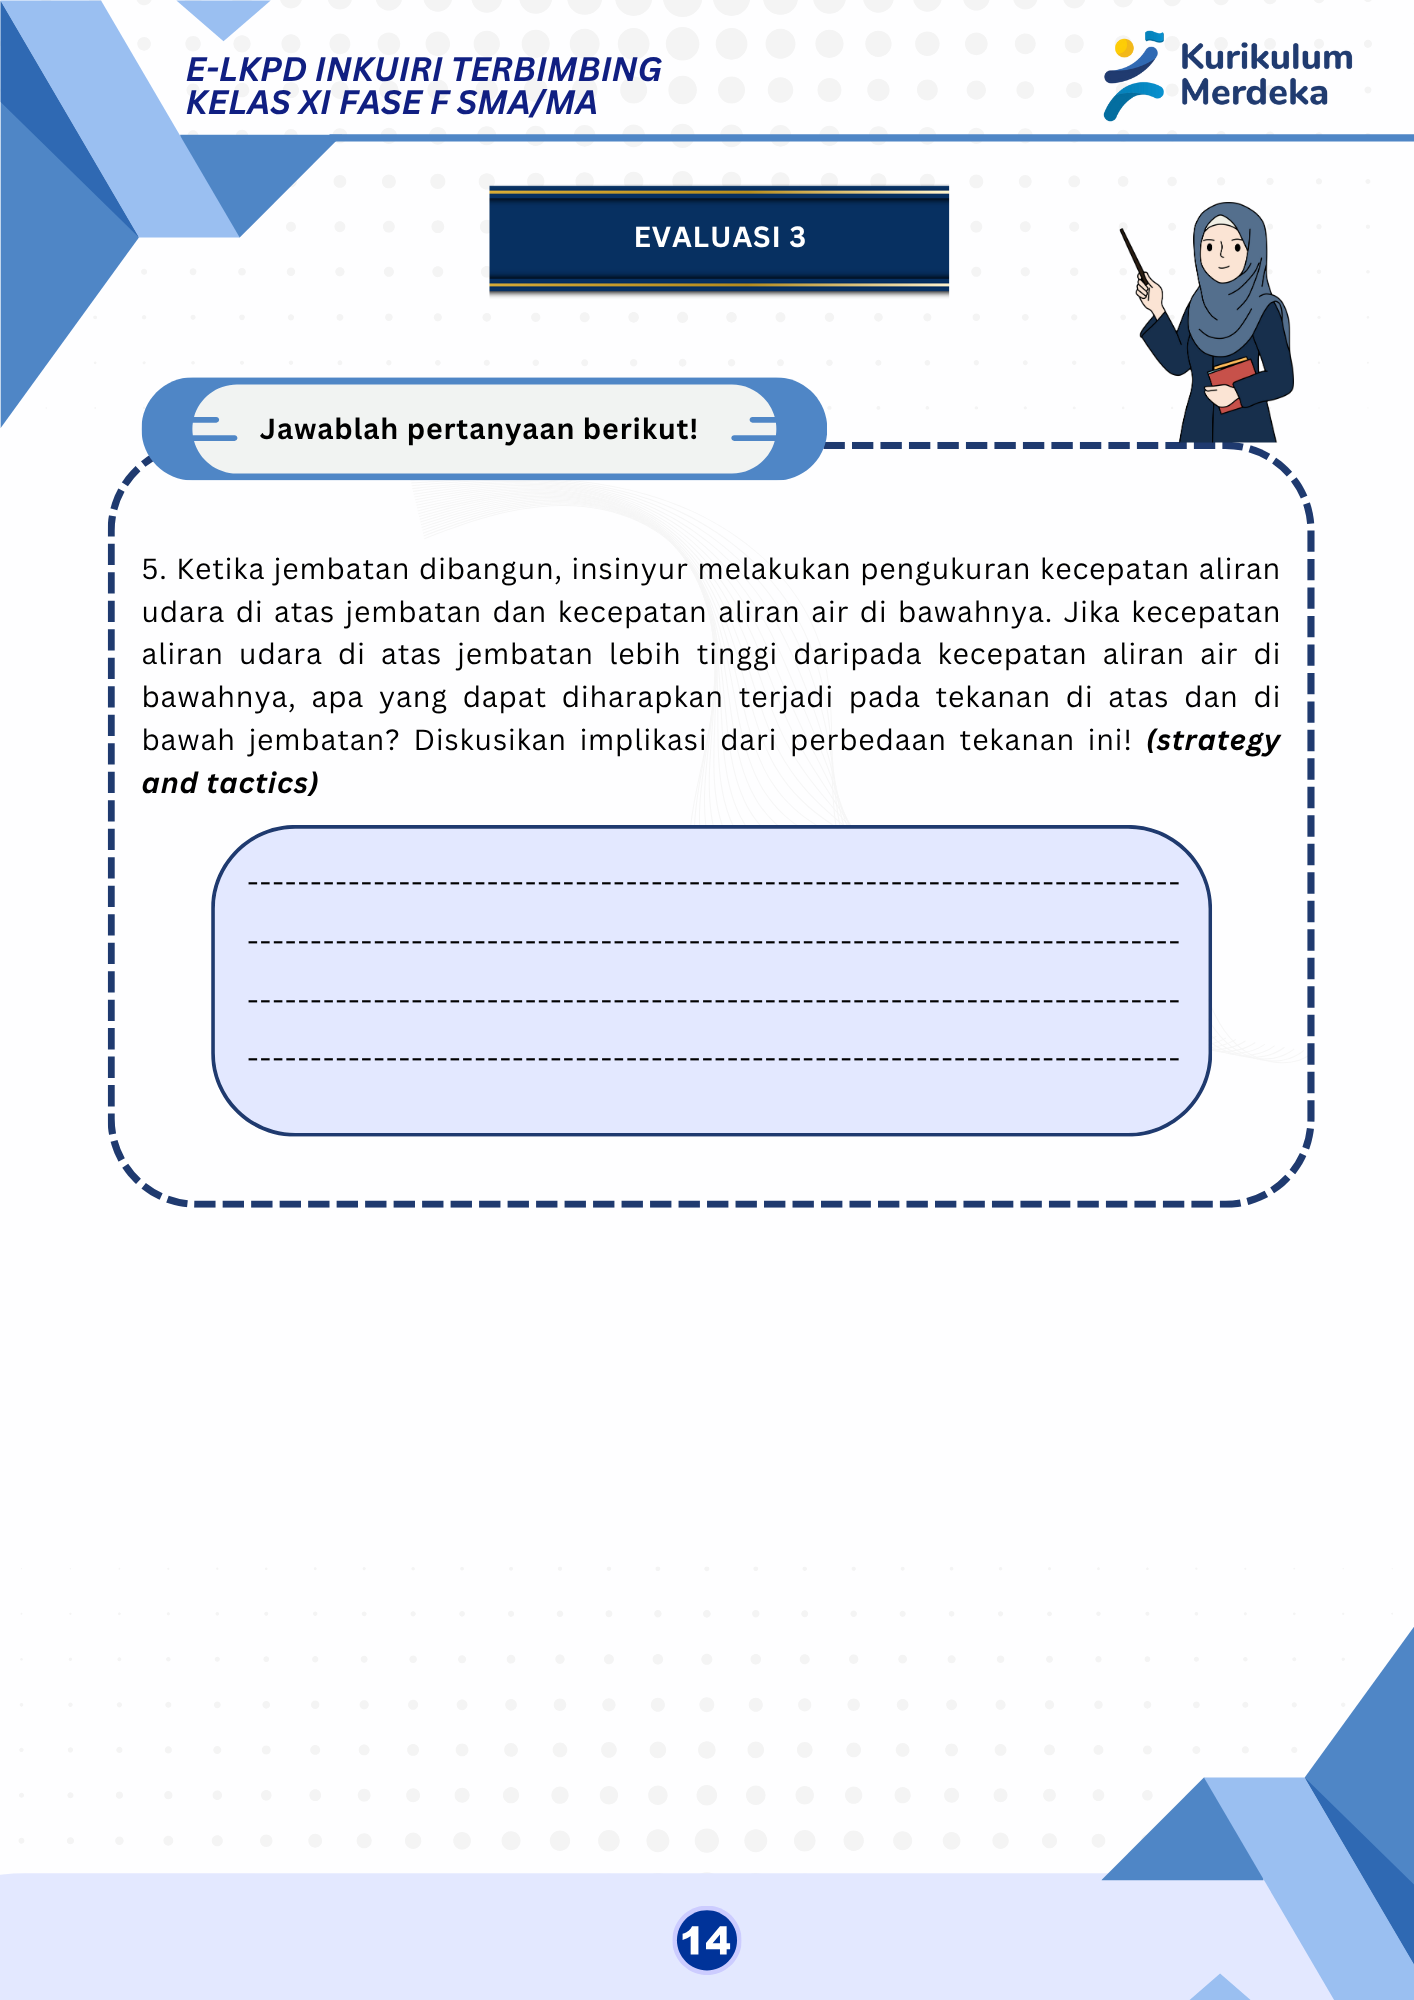 E-LKPD INKUIRI TERBIMBING
KELAS XI FASE F SMA/MA
Kurikulum
Merdeka
EVALUASI 3
Jawablah pertanyaan berikut!
5. Ketika jembatan dibangun, insinyur melakukan pengukuran kecepatan aliran
udara di atas jembatan dan kecepatan aliran air di bawahnya. Jika kecepatan
aliran udara di atas jembatan lebih tinggi daripada kecepatan aliran air di
bawahnya, apa yang dapat diharapkan terjadi pada tekanan di atas dan di
bawah jembatan? Diskusikan implikasi dari perbedaan tekanan ini! (strategy
and tactics)
14